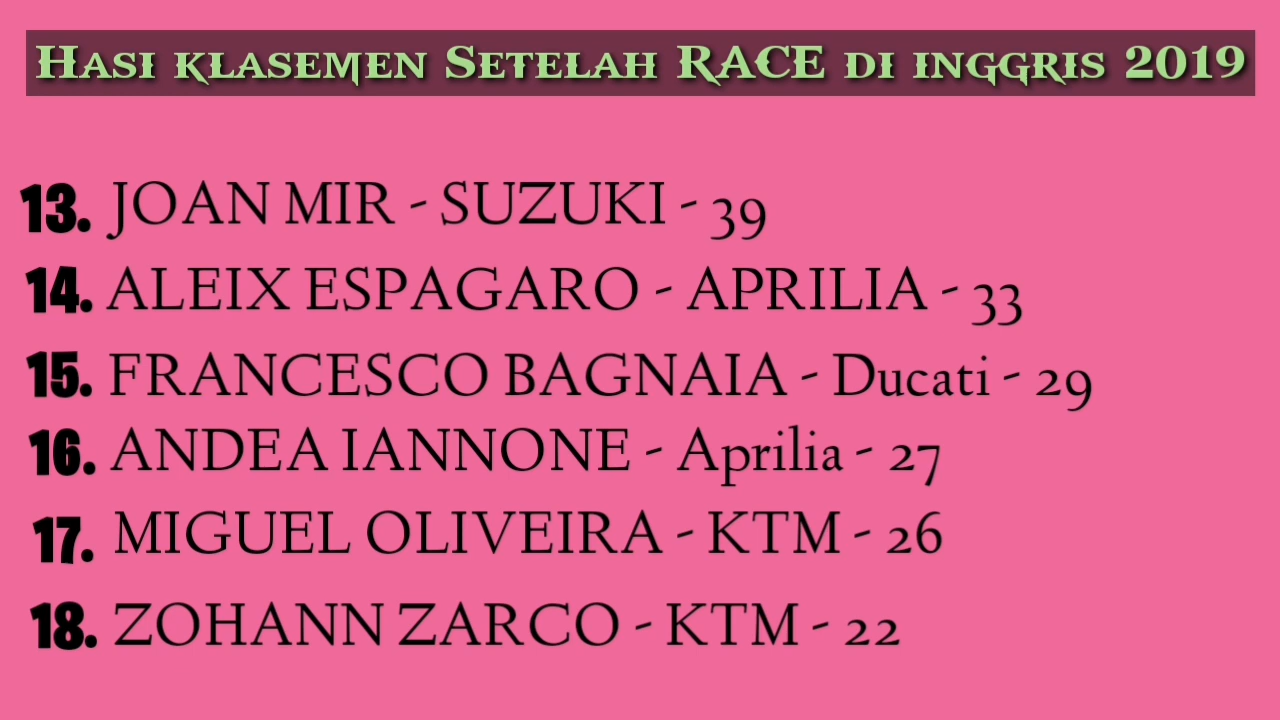 Hasi klasemen Setelah RACE di inggris 2019
13. JOAN MIR - SUZUKI - 39
14. ALEIX ESPAGARO - APRILIA - 33
15. FRANCESCO BAGNAIA - Ducati - 29
16. ANDEA IANNONE - Aprilia - 27
17. MIGUEL OLIVEIRA - KTM - 26
18. ZOHANN ZARCO - KTM - 22